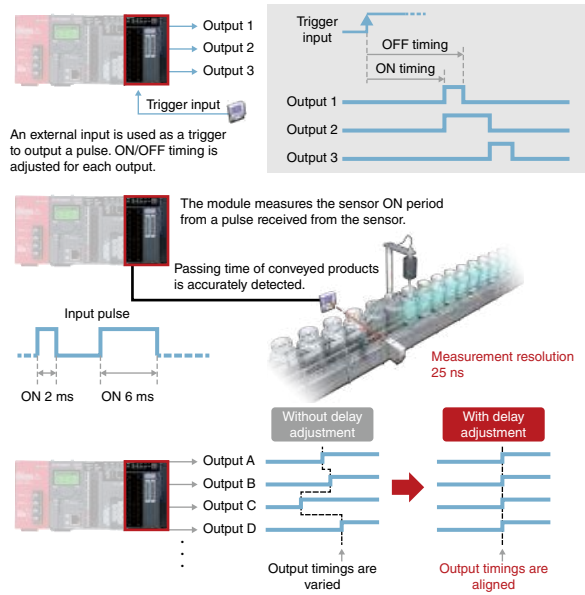 Output 1
Output 2
Output 3
Trigger input
An external input is used as a trigger
to output a pulse. ON/OFF timing is
adjusted for each output.
Trigger
input
OFF timing
ON timing
Output 1
Output 2
Output 3
The module measures the sensor ON period
from a pulse received from the sensor.
Passing time of conveyed products
is accurately detected.
Input pulse
ON 2 ms
ON 6 ms
Measurement resolution
25 ns
Without delay
adjustment
With delay
adjustment
Output A
Output B
Output C
Output D
Output timings are
varied
Output timings are
aligned